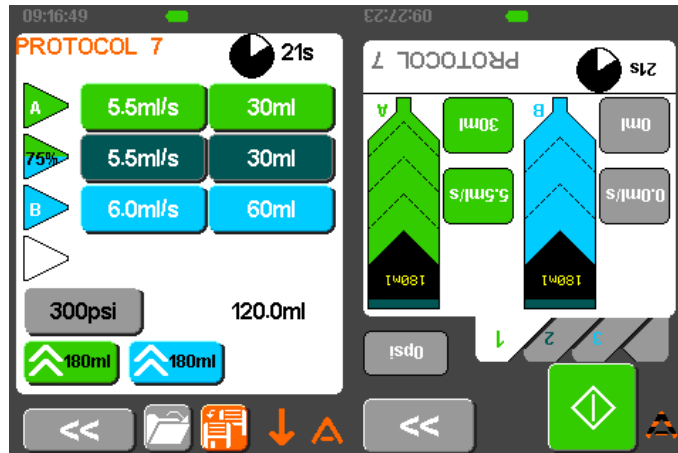 09:16:49
PROTOCOL 7
21s
A
5.5ml/s
30ml
75%
5.5ml/s
30ml
B
6.0ml/s
60ml
300psi
120.0ml
180ml
180ml
<<
09:27:23
PROTOCOL 7
21s
A
30ml
5.5ml/s
180ml
B
0ml
0.0ml/s
180ml
1
2
3
0psi
<<